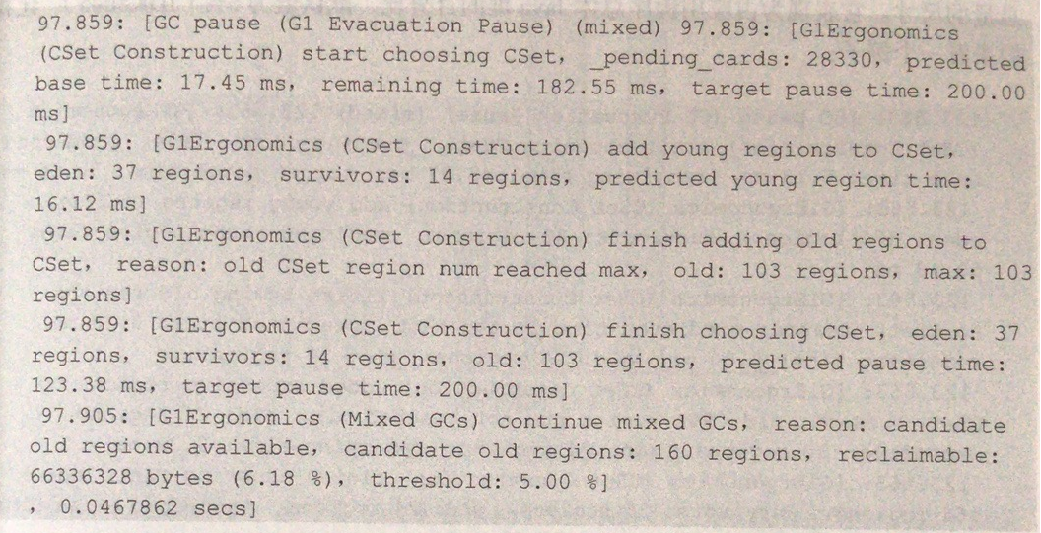 97.859: [GC pause (G1 Evacuation Pause) (mixed) 97.859: [G1Ergonomics
(CSet Construction) start choosing CSet, _pending_cards: 28330, predicted
base time: 17.45 ms, remaining time: 182.55 ms, target pause time: 200.00
ms]
97.859: [G1Ergonomics (CSet Construction) add young regions to CSet,
eden: 37 regions, survivors: 14 regions, predicted young region time:
16.12 ms]
97.859: [G1Ergonomics (CSet Construction) finish adding old regions to
CSet, reason: old CSet region num reached max, old: 103 regions, max: 103
regions]
97.859: [G1Ergonomics (CSet Construction) finish choosing CSet, eden: 37
regions, survivors: 14 regions, old: 103 regions, predicted pause time:
123.38 ms, target pause time: 200.00 ms]
97.905: [G1Ergonomics (Mixed GCs) continue mixed GCs, reason: candidate
old regions available, candidate old regions: 160 regions, reclaimable:
66336328 bytes (6.18 %), threshold: 5.00 %]
, 0.0467862 secs]